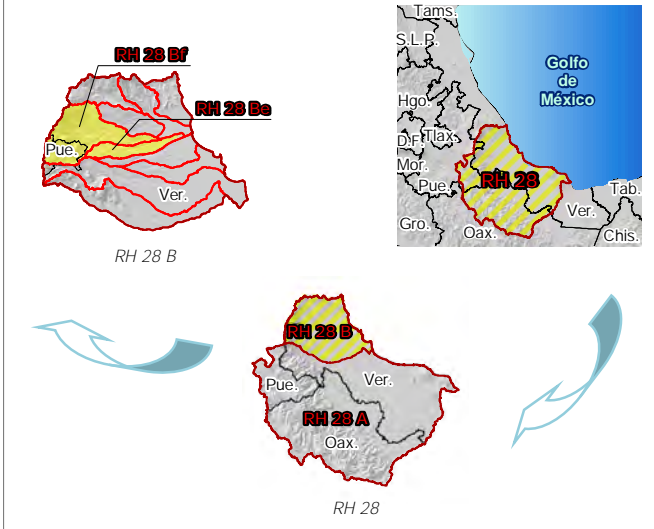 RH 28 Bf
RH 28 Be
Pue.
Ver.
RH 28 B
Tams.
S.L.P.
Golfo
de
México
Hgo.
D.F.
Tlax.
Mor.
Pue.
RH 28
Gro.
Oax.
Ver.
Tab.
Chis.
RH 28 B
Pue.
Ver.
RH 28 A
Oax.
RH 28